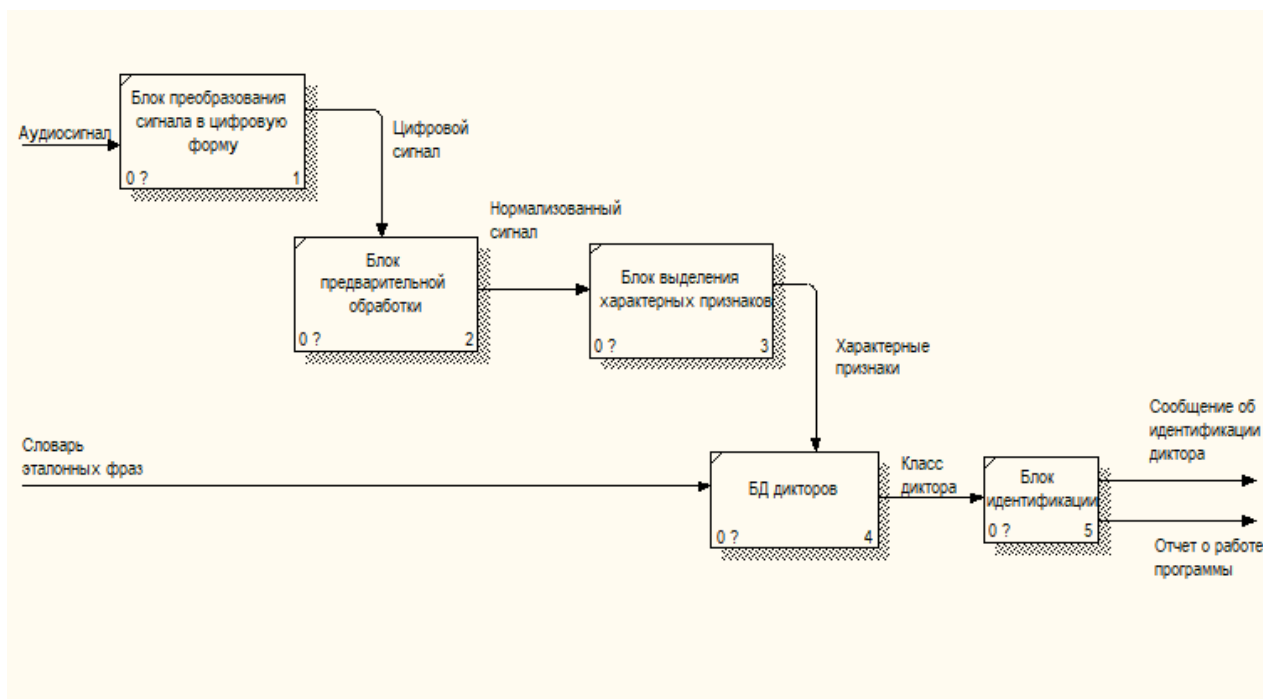 Блок преобразования
сигнала в цифровую
форму
0 ?
1
Аудиосигнал
Цифровой
сигнал
Блок
предварительной
обработки
0 ?
2
Нормализованный
сигнал
Блок выделения
характерных признаков
0 ?
3
Характерные
признаки
Словарь
эталонных фраз
БД дикторов
0 ?
4
Класс
диктора
Блок
идентификации
0 ?
5
Сообщение об
идентификации
диктора
Отчет о работе
программы